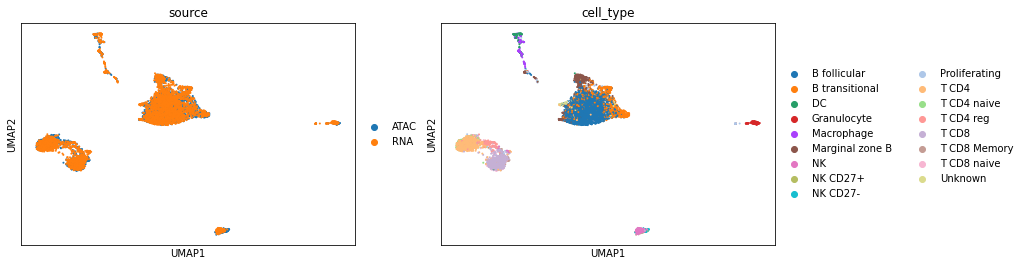 source
UMAP2
UMAP1
ATAC
RNA
cell_type
UMAP2
UMAP1
B follicular
B transitional
DC
Granulocyte
Macrophage
Marginal zone B
NK
NK CD27+
NK CD27-
Proliferating
T CD4
T CD4 naive
T CD4 reg
T CD8
T CD8 Memory
T CD8 naive
Unknown